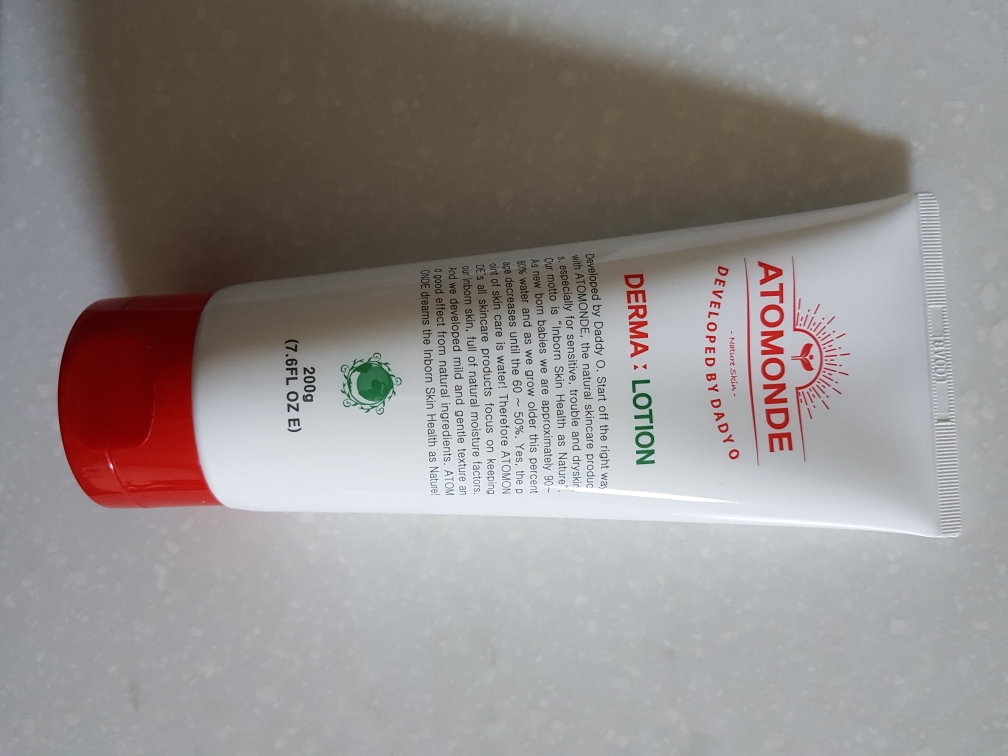 ATOMONDE
- Nature Skin -
DEVELOPED BY DADY O
DERMA : LOTION
Developed by Daddy O. Start off the right way
with ATOMONDE, the natural skincare produc
s, especially for sensitive, trouble and dryskin
Our motto is "Inborn Skin Health as Nature".
As new born babies we are approximately 90~
80% water and as we grow older this percent
age decreases until the 60 ~ 50%. Yes, the p
oint of skin care is water! Therefore ATOMON
DE's all skincare products focus on keeping
our inborn skin, full of natural moisture factors.
And we developed mild and gentle texture an
d good effect from natural ingredients. ATOM
ONDE dreams the Inborn Skin Health as Nature!
200g
(7.6FL OZ E)